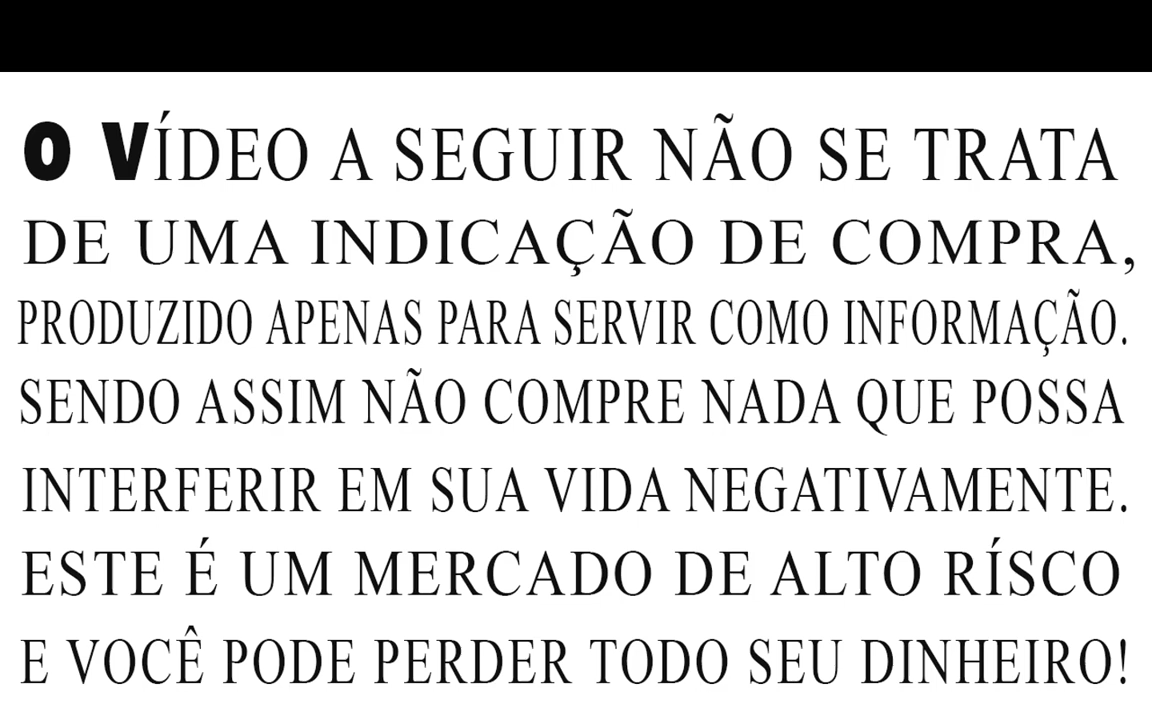 O VÍDEO A SEGUIR NÃO SE TRATA
DE UMA INDICAÇÃO DE COMPRA,
PRODUZIDO APENAS PARA SERVIR COMO INFORMAÇÃO.
SENDO ASSIM NÃO COMPRE NADA QUE POSSA
INTERFERIR EM SUA VIDA NEGATIVAMENTE.
ESTE É UM MERCADO DE ALTO RÍSCO
E VOCÊ PODE PERDER TODO SEU DINHEIRO!